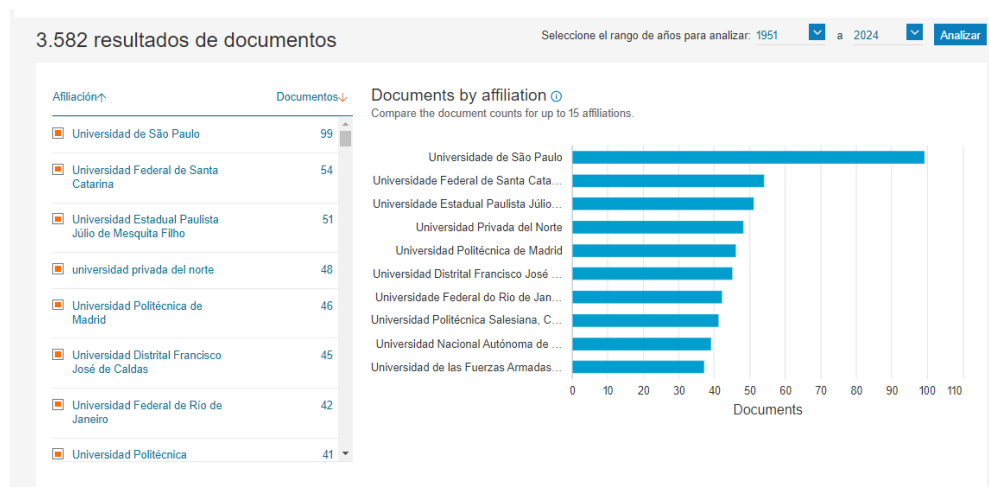 3.582 resultados de documentos
Seleccione el rango de años para analizar: 1951 a 2024 Analizar
Afiliación↑ Documentos↓
Universidad de São Paulo 99
Universidad Federal de Santa 54
Catarina
Universidad Estadual Paulista 51
Júlio de Mesquita Filho
universidad privada del norte 48
Universidad Politécnica de 46
Madrid
Universidad Distrital Francisco 45
José de Caldas
Universidad Federal de Río de 42
Janeiro
Universidad Politécnica 41
Documents by affiliation
Compare the document counts for up to 15 affiliations.
Universidade de São Paulo
Universidade Federal de Santa Cata...
Universidade Estadual Paulista Júlio...
Universidad Privada del Norte
Universidad Politécnica de Madrid
Universidad Distrital Francisco José ...
Universidade Federal do Rio de Jan...
Universidad Politécnica Salesiana, C...
Universidad Nacional Autónoma de ...
Universidad de las Fuerzas Armadas...
0 10 20 30 40 50 60 70 80 90 100 110
Documents